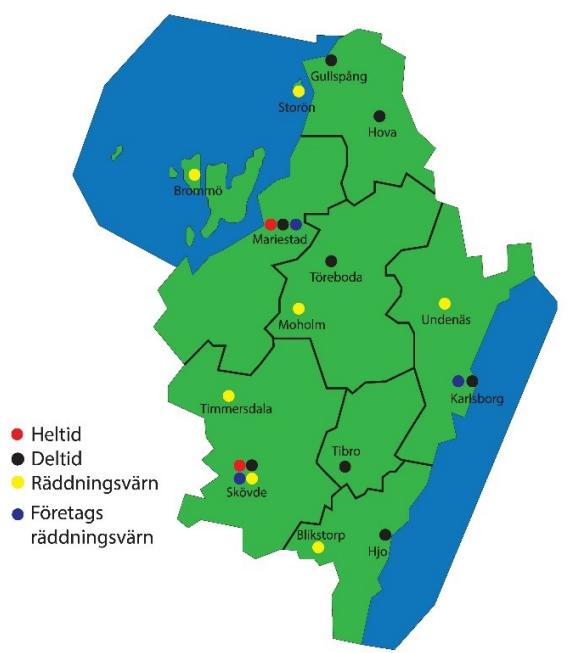 Gullspång
Storön
Hova
Brommö
Mariestad
Töreboda
Moholm
Undenäs
Karlsborg
Timmersdala
Heltid
Deltid
Räddningsvärn
Företags
räddningsvärn
Tibro
Skövde
Blikstorp
Hjo